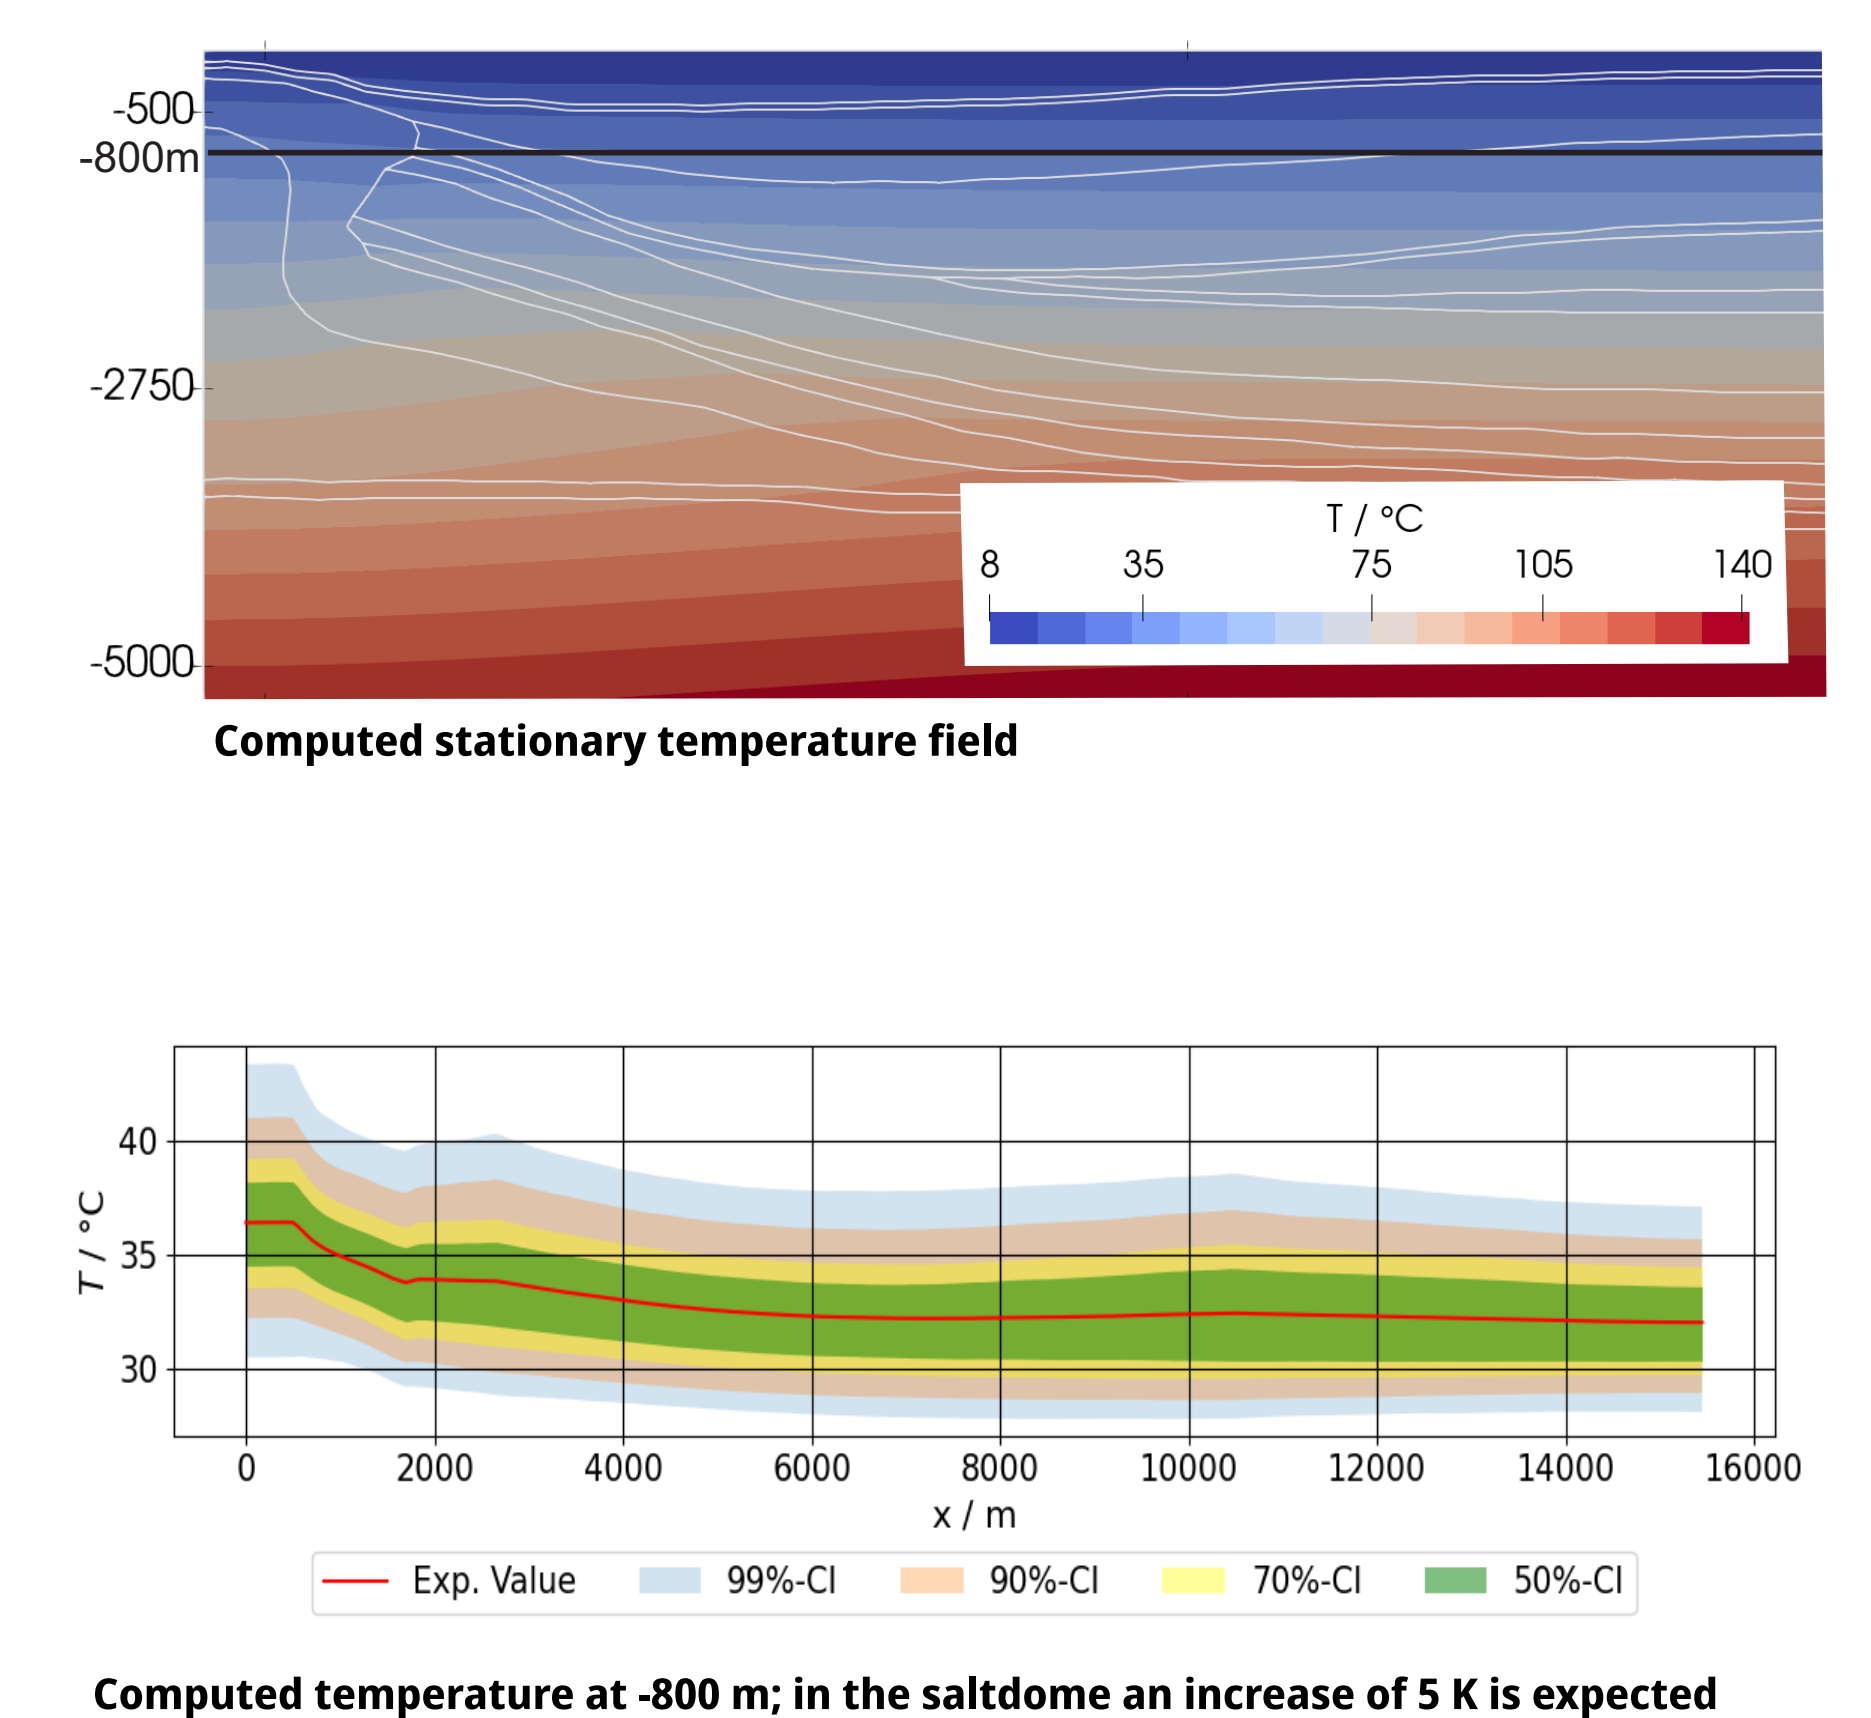 -500
-800m
-2750
-5000
T / °C
8 35 75 105 140
Computed stationary temperature field
40
35
30
T / °C
0 2000 4000 6000 8000 10000 12000 14000 16000
x / m
Exp. Value 99%-CI 90%-CI 70%-CI 50%-CI
Computed temperature at -800 m; in the saltdome an increase of 5 K is expected